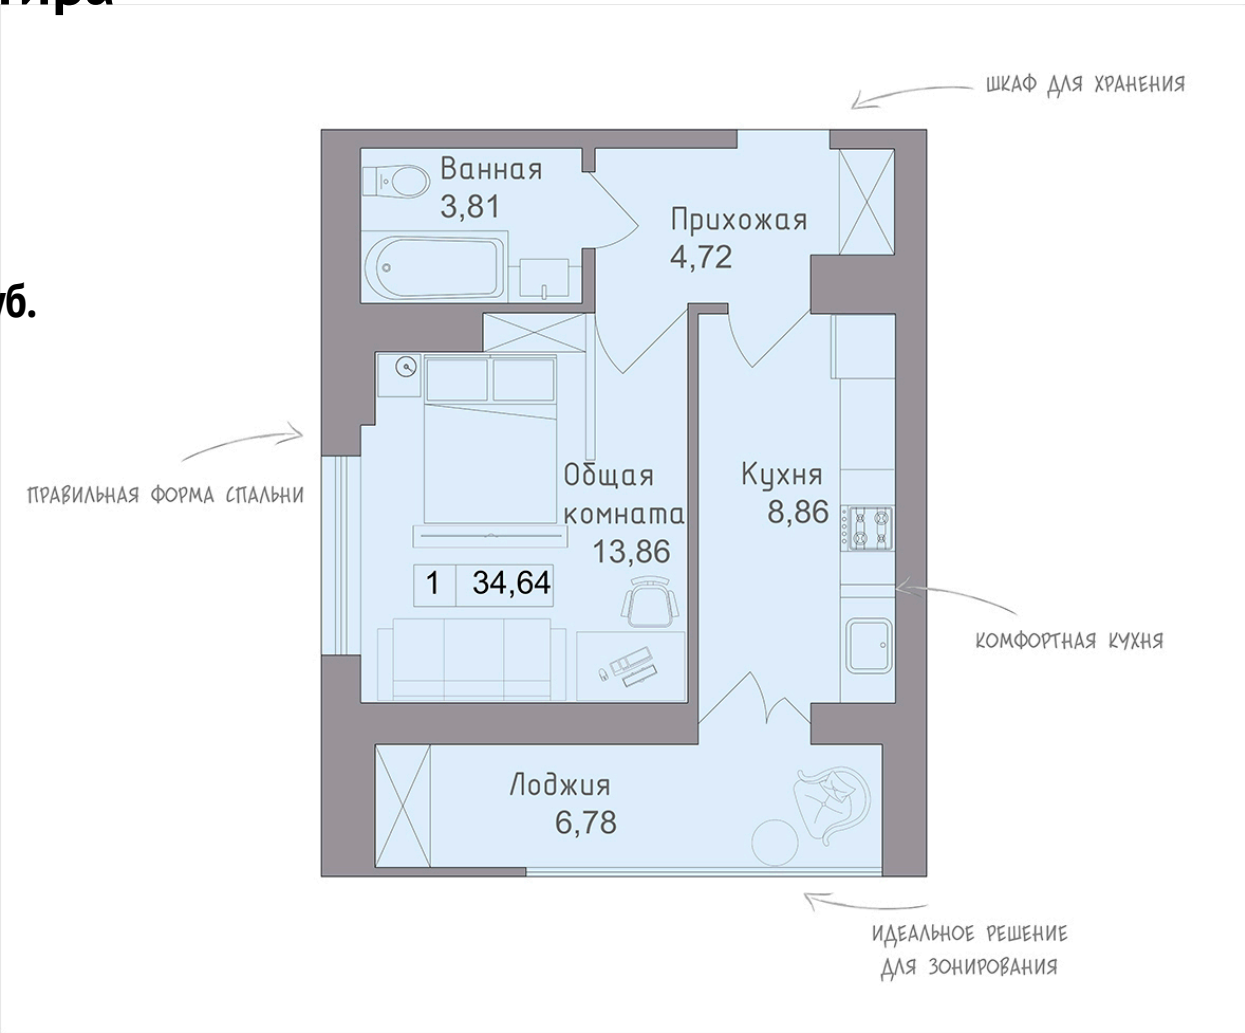 ШКАФ ДЛЯ ХРАНЕНИЯ
Ванная
3,81
Прихожая
4,72
уб.
ПРАВИЛЬНАЯ ФОРМА СПАЛЬНИ
Общая
комната
13,86
Кухня
8,86
1 34,64
КОМФОРТНАЯ КУХНЯ
Лоджия
6,78
ИДЕАЛЬНОЕ РЕШЕНИЕ
ДЛЯ ЗОНИРОВАНИЯ